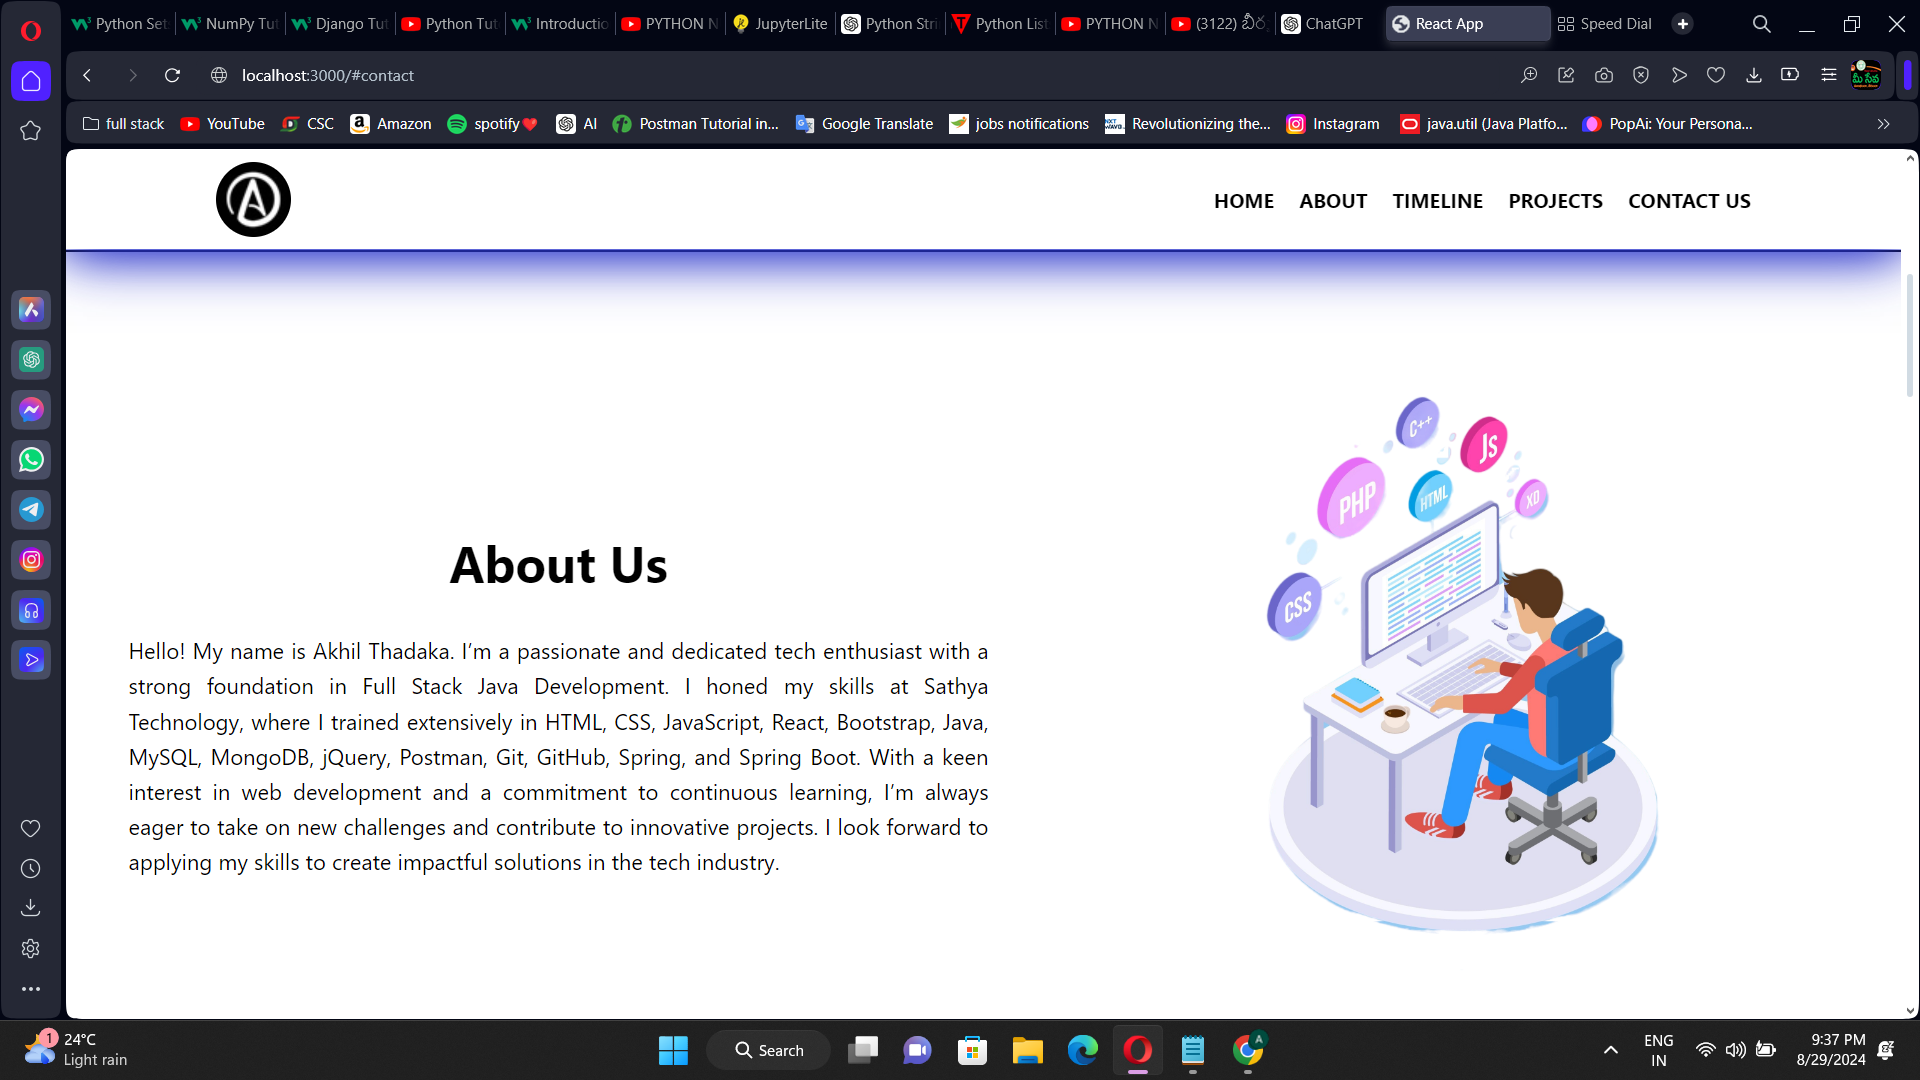 Python Set
NumPy Tut
Django Tut
Python Tut
Introductio
PYTHON N
JupyterLite
Python Stri
Python List
PYTHON N
(3122)
ChatGPT
React App
Speed Dial
localhost:3000/#contact
full stack
YouTube
CSC
Amazon
spotify❤️
AI
Postman Tutorial in...
Google Translate
jobs notifications
Revolutionizing the...
Instagram
java.util (Java Platfo...
PopAi: Your Persona...
HOME ABOUT TIMELINE PROJECTS CONTACT US
C++
JS
PHP
HTML
XD
CSS
About Us
Hello! My name is Akhil Thadaka. I’m a passionate and dedicated tech enthusiast with a
strong foundation in Full Stack Java Development. I honed my skills at Sathya
Technology, where I trained extensively in HTML, CSS, JavaScript, React, Bootstrap, Java,
MySQL, MongoDB, jQuery, Postman, Git, GitHub, Spring, and Spring Boot. With a keen
interest in web development and a commitment to continuous learning, I’m always
eager to take on new challenges and contribute to innovative projects. I look forward to
applying my skills to create impactful solutions in the tech industry.
1
24°C
Light rain
Search
A
ENG
IN
9:37 PM
8/29/2024